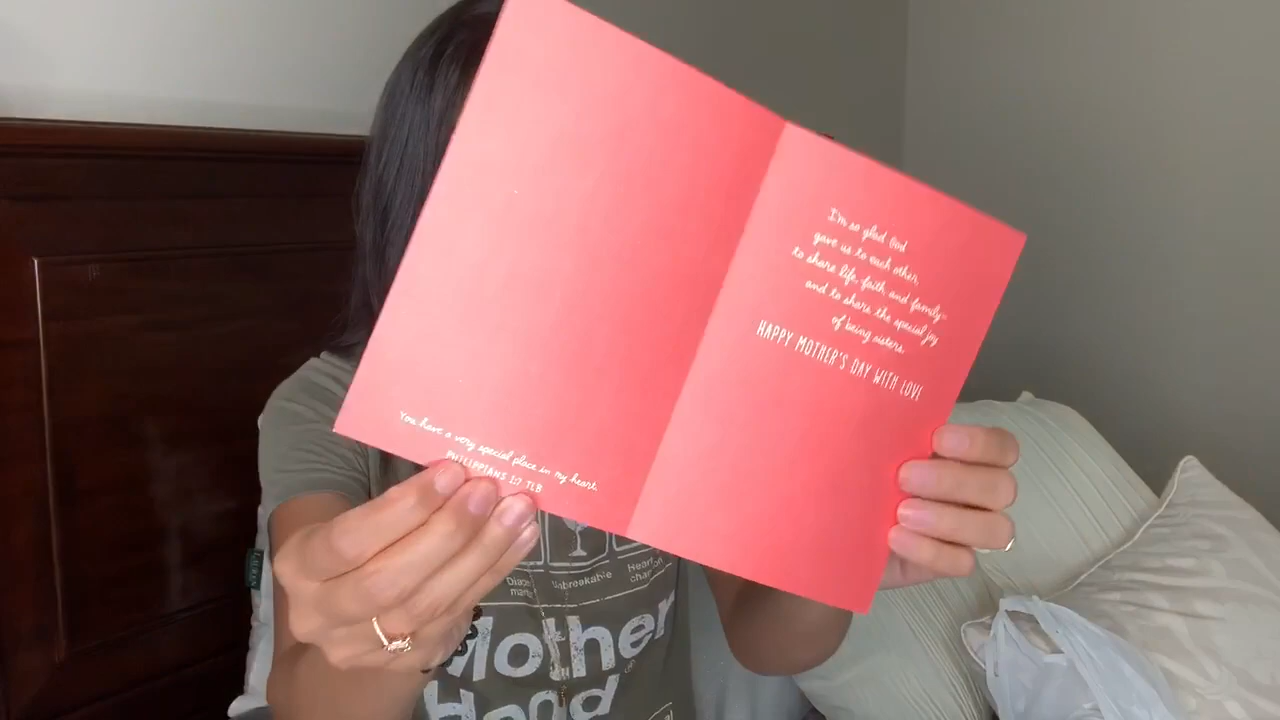 I'm so glad God
gave us to each other,
to share life, faith and family–
and to share the special joy
of being sisters.
HAPPY MOTHER'S DAY WITH LOVE
You have a very special place in my heart.
PHILIPPIANS 1:7 TLB
Unbreakable
Mother
Hood
LAUREN